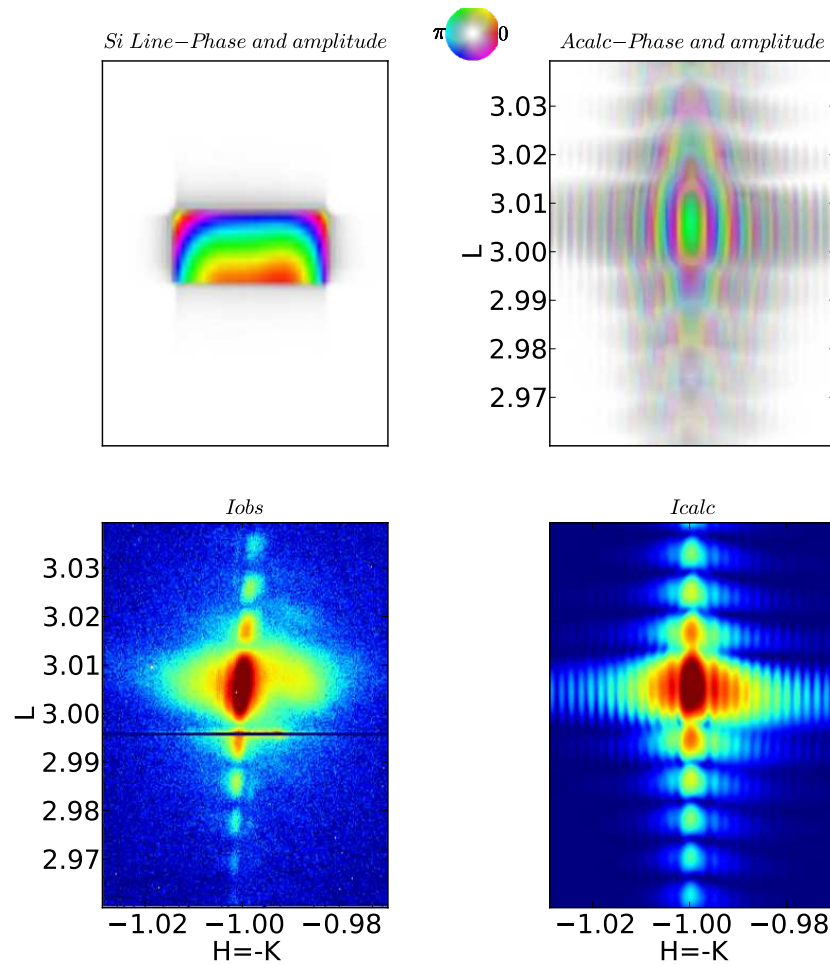 Si Line−Phase and amplitude
π 0
Acalc−Phase and amplitude
3.03
3.02
3.01
3.00
2.99
2.98
2.97
L
Iobs
3.03
3.02
3.01
3.00
2.99
2.98
2.97
L
−1.02 −1.00 −0.98
H=-K
Icalc
−1.02 −1.00 −0.98
H=-K